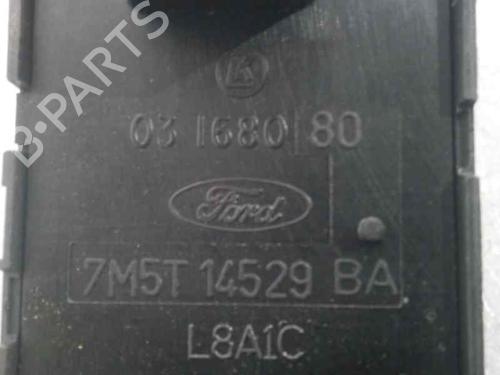 K
03 1680 80
Ford
7M5T 14529 BA
L8A1C
B-PARTS